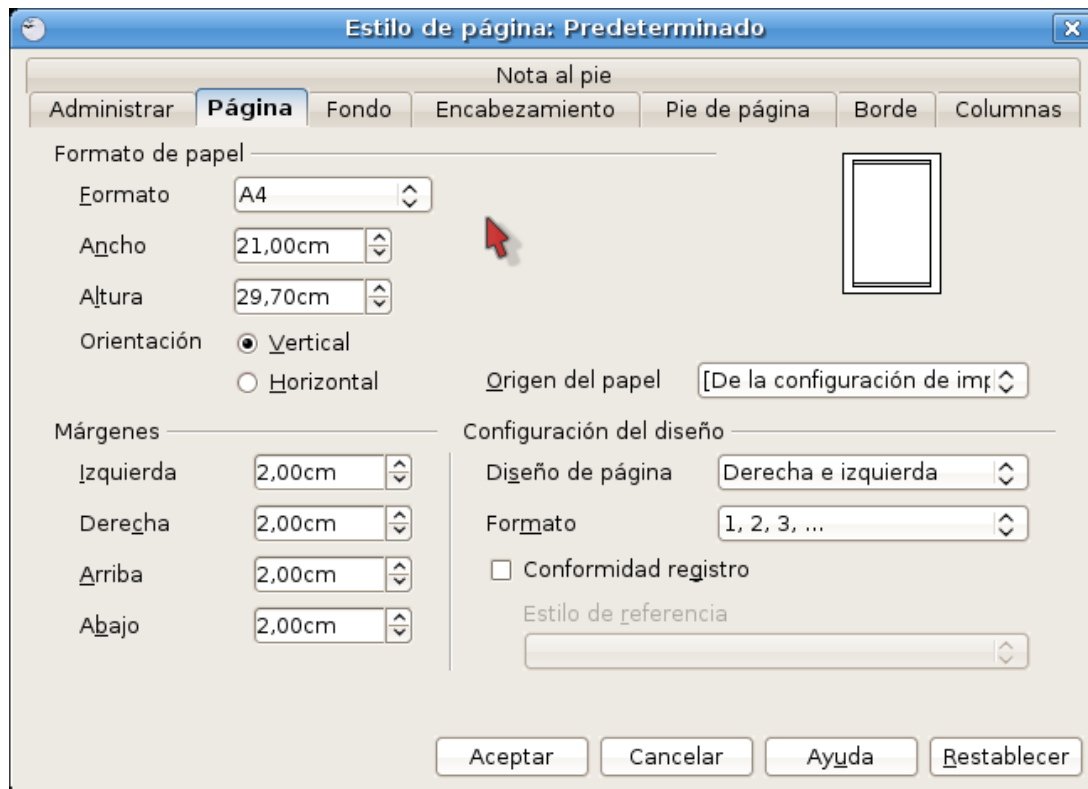 Estilo de página: Predeterminado
Nota al pie
Administrar Página Fondo Encabezamiento Pie de página Borde Columnas
Formato de papel
Formato A4
Ancho 21,00cm
Altura 29,70cm
Orientación Vertical
Horizontal
Origen del papel [De la configuración de imp
Márgenes
Izquierda 2,00cm
Derecha 2,00cm
Arriba 2,00cm
Abajo 2,00cm
Configuración del diseño
Diseño de página Derecha e izquierda
Formato 1, 2, 3, ...
Conformidad registro
Estilo de referencia
Aceptar Cancelar Ayuda Restablecer